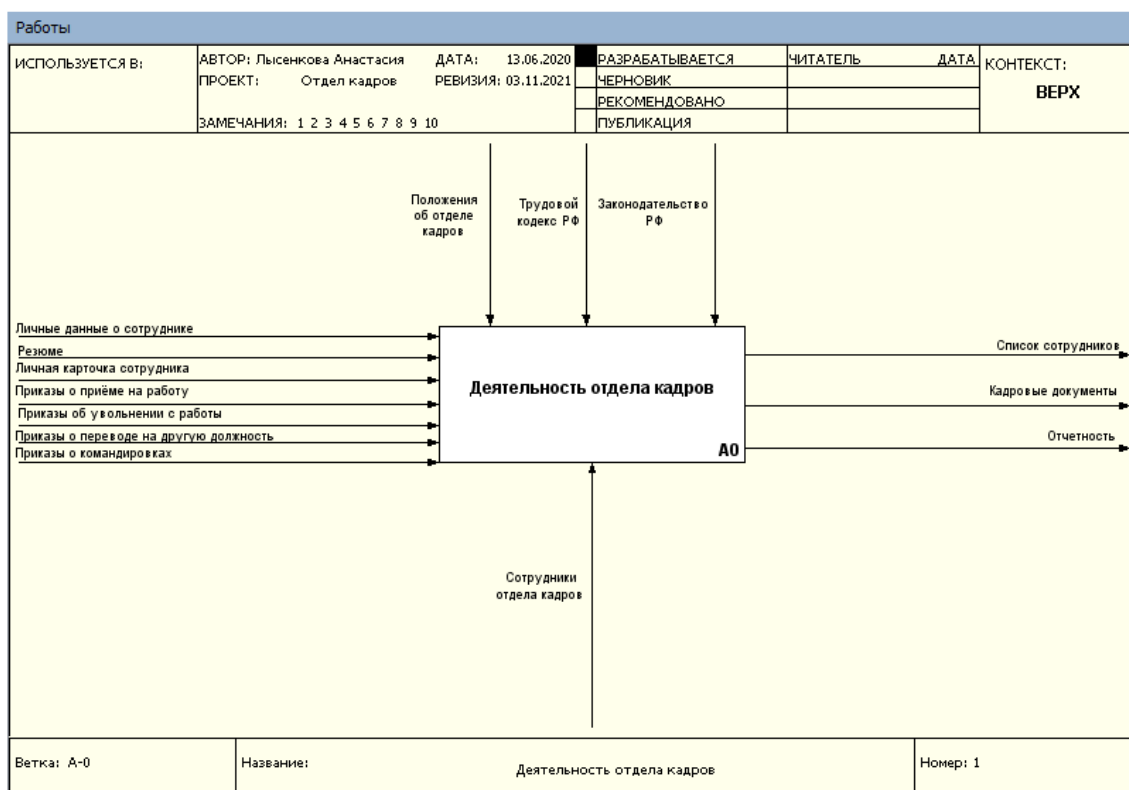 Работы
ИСПОЛЬЗУЕТСЯ В:
АВТОР: Лысенкова Анастасия ДАТА: 13.06.2020
ПРОЕКТ: Отдел кадров РЕВИЗИЯ: 03.11.2021
ЗАМЕЧАНИЯ: 1 2 3 4 5 6 7 8 9 10
РАЗРАБАТЫВАЕТСЯ
ЧЕРНОВИК
РЕКОМЕНДОВАНО
ПУБЛИКАЦИЯ
ЧИТАТЕЛЬ ДАТА
КОНТЕКСТ:
ВЕРХ
Положения
об отделе
кадров
Трудовой
кодекс РФ
Законодательство
РФ
Личные данные о сотруднике
Резюме
Личная карточка сотрудника
Приказы о приёме на работу
Приказы об увольнении с работы
Приказы о переводе на другую должность
Приказы о командировках
Деятельность отдела кадров
A0
Список сотрудников
Кадровые документы
Отчетность
Сотрудники
отдела кадров
Ветка: A-0
Название:
Деятельность отдела кадров
Номер: 1